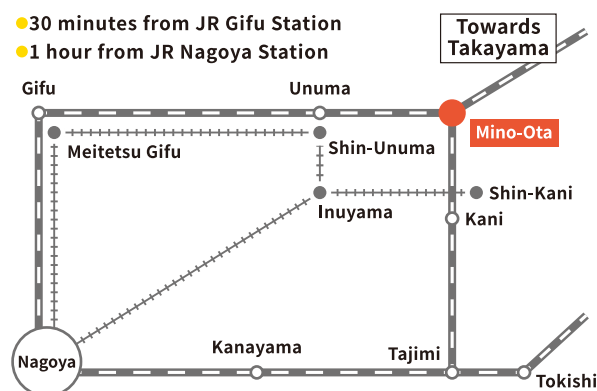 30 minutes from JR Gifu Station
1 hour from JR Nagoya Station
Towards
Takayama
Gifu
Unuma
Mino-Ota
Meitetsu Gifu
Shin-Unuma
Shin-Kani
Inuyama
Kani
Kanayama
Tajimi
Nagoya
Tokishi